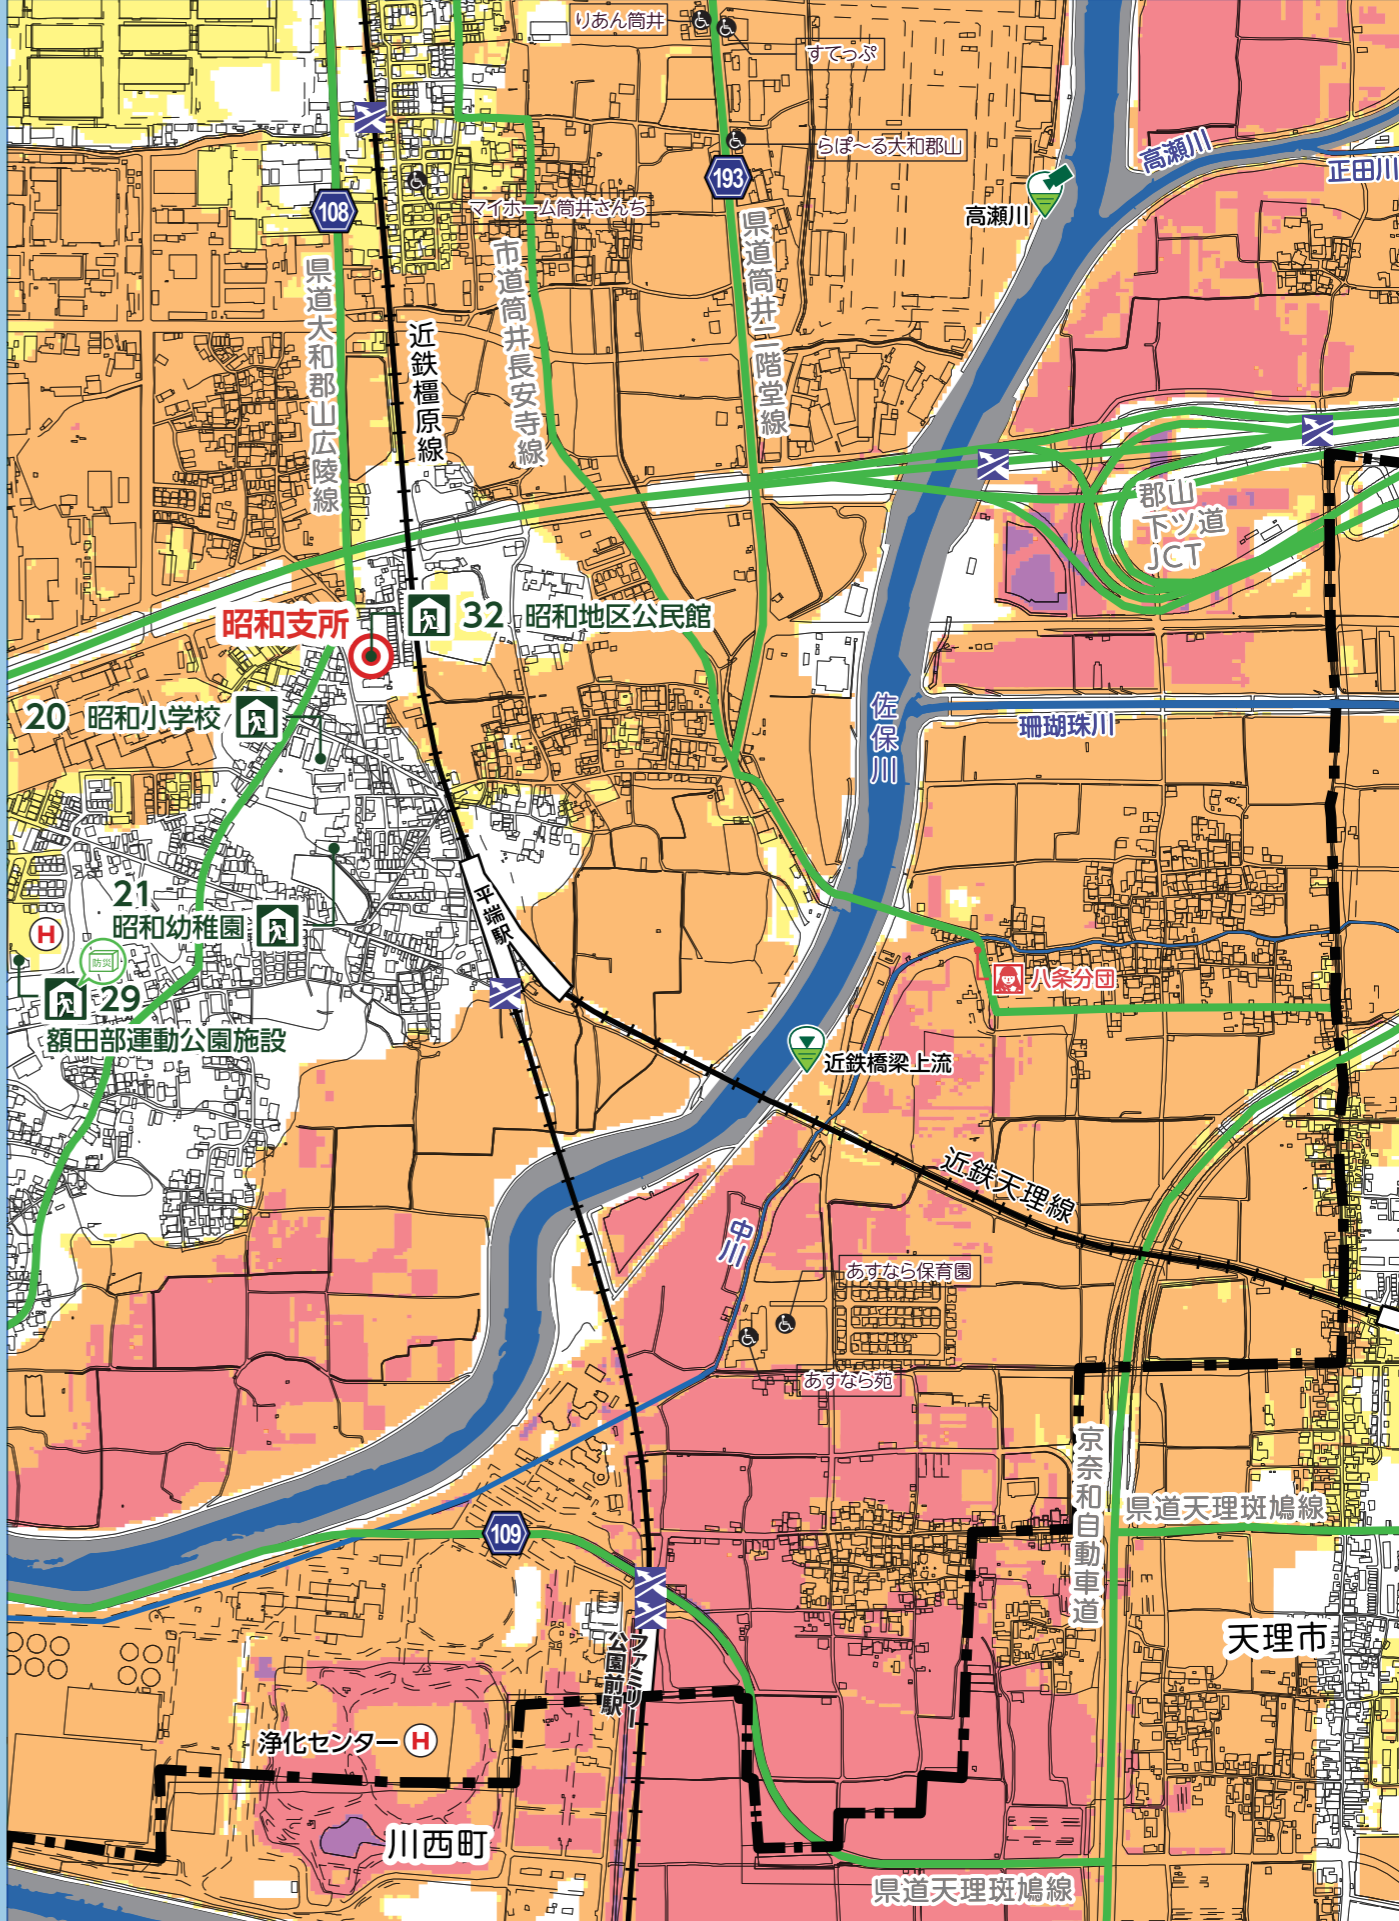 りあん筒井
すてっぷ
らぽ～る大和郡山
マイホーム筒井さんち
193
108
高瀬川
正田川
高瀬川
県道大和郡山広陵線
近鉄橿原線
市道筒井長安寺線
県道筒井二階堂線
郡山
下ツ道
JCT
昭和支所
32 昭和地区公民館
20 昭和小学校
佐保川
珊瑚珠川
21
昭和幼稚園
平端駅
H
防災
29
額田部運動公園施設
八条分団
近鉄橋梁上流
近鉄天理線
中川
あすなら保育園
あすなら苑
京奈和自動車道
県道天理斑鳩線
109
天理市
ファミリー
公園前駅
浄化センター H
川西町
県道天理斑鳩線